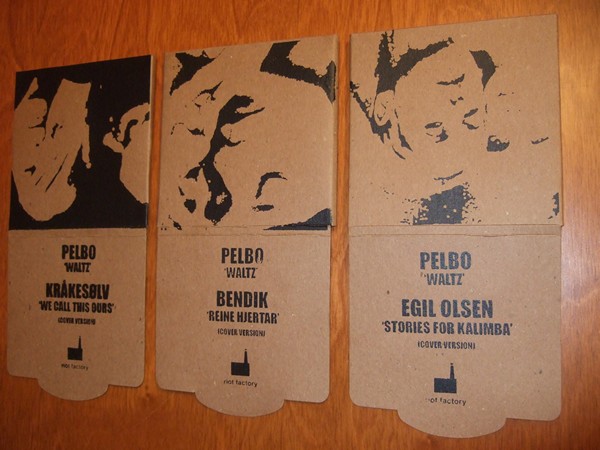 PELBO
'WALTZ'
KRÅKESØLV
'WE CALL THIS OURS'
(COVER VERSION)
riot factory
PELBO
'WALTZ'
BENDIK
'REINE HJERTAR'
(COVER VERSION)
riot factory
PELBO
'WALTZ'
EGIL OLSEN
'STORIES FOR KALIMBA'
(COVER VERSION)
riot factory